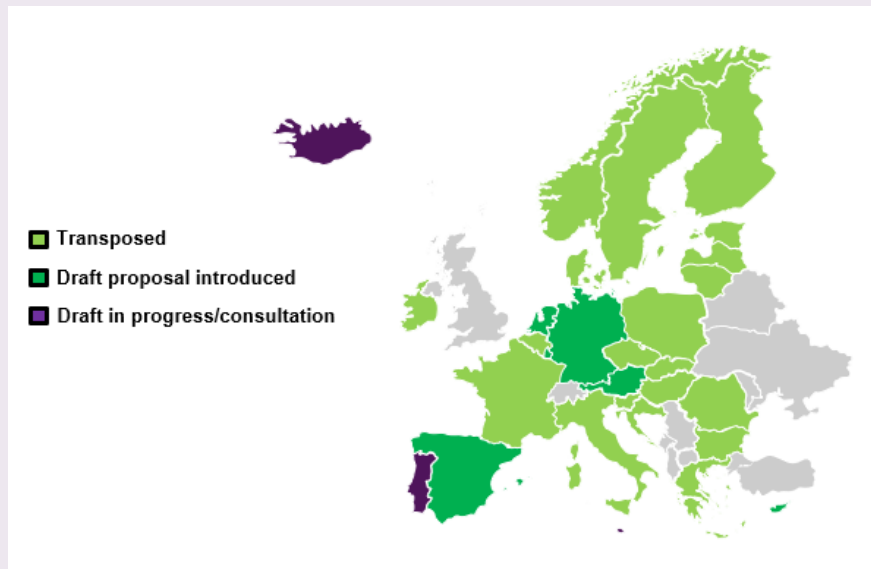 Transposed
Draft proposal introduced
Draft in progress/consultation